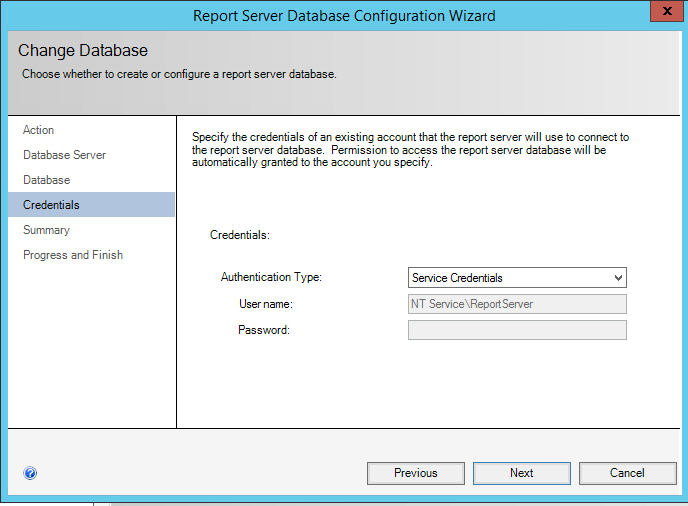 Report Server Database Configuration Wizard
x
Change Database
Choose whether to create or configure a report server database.
Action
Database Server
Database
Credentials
Summary
Progress and Finish
Specify the credentials of an existing account that the report server will use to connect to
the report server database.  Permission to access the report server database will be
automatically granted to the account you specify.
Credentials:
Authentication Type:
Service Credentials
User name:
NT Service\ReportServer
Password:
?
Previous
Next
Cancel